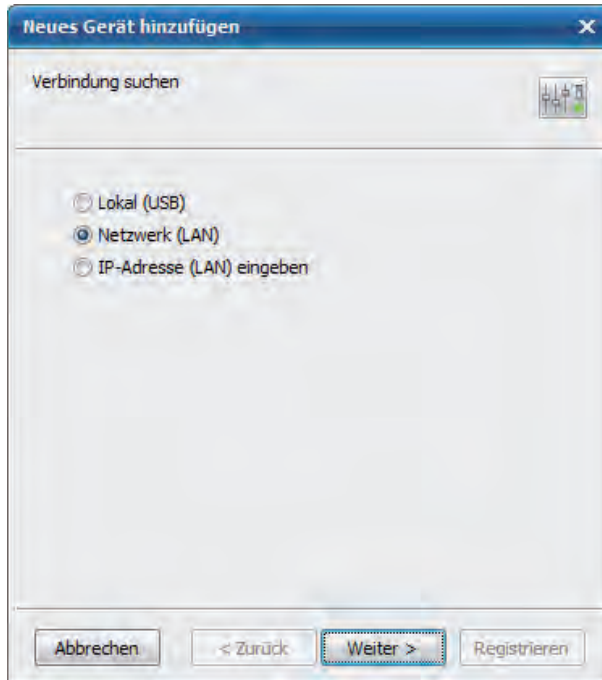 Neues Gerät hinzufügen
Verbindung suchen
Lokal (USB)
Netzwerk (LAN)
IP-Adresse (LAN) eingeben
Abbrechen < Zurück Weiter > Registrieren